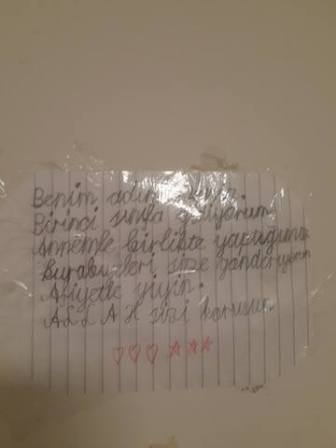 Benim adım
Birinci sınıfa gidiyorum
Annemle birlikte yaptığımız
kurabiyeleri size gönderiyorum
Afiyetle yiyin.
ALLAH sizi korusun.